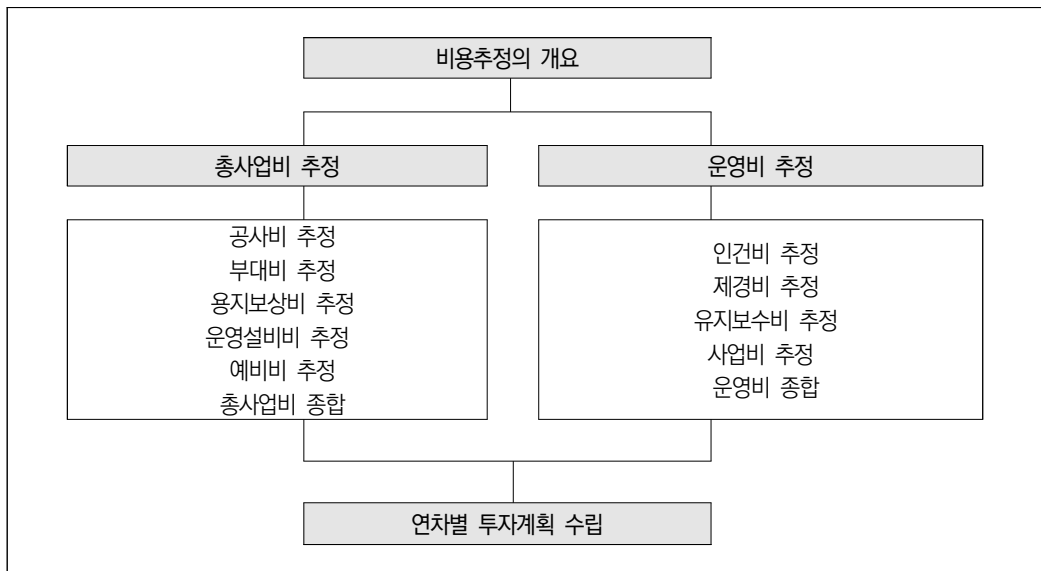 비용추정의 개요
총사업비 추정
운영비 추정
공사비 추정
부대비 추정
용지보상비 추정
운영설비비 추정
예비비 추정
총사업비 종합
인건비 추정
제경비 추정
유지보수비 추정
사업비 추정
운영비 종합
연차별 투자계획 수립